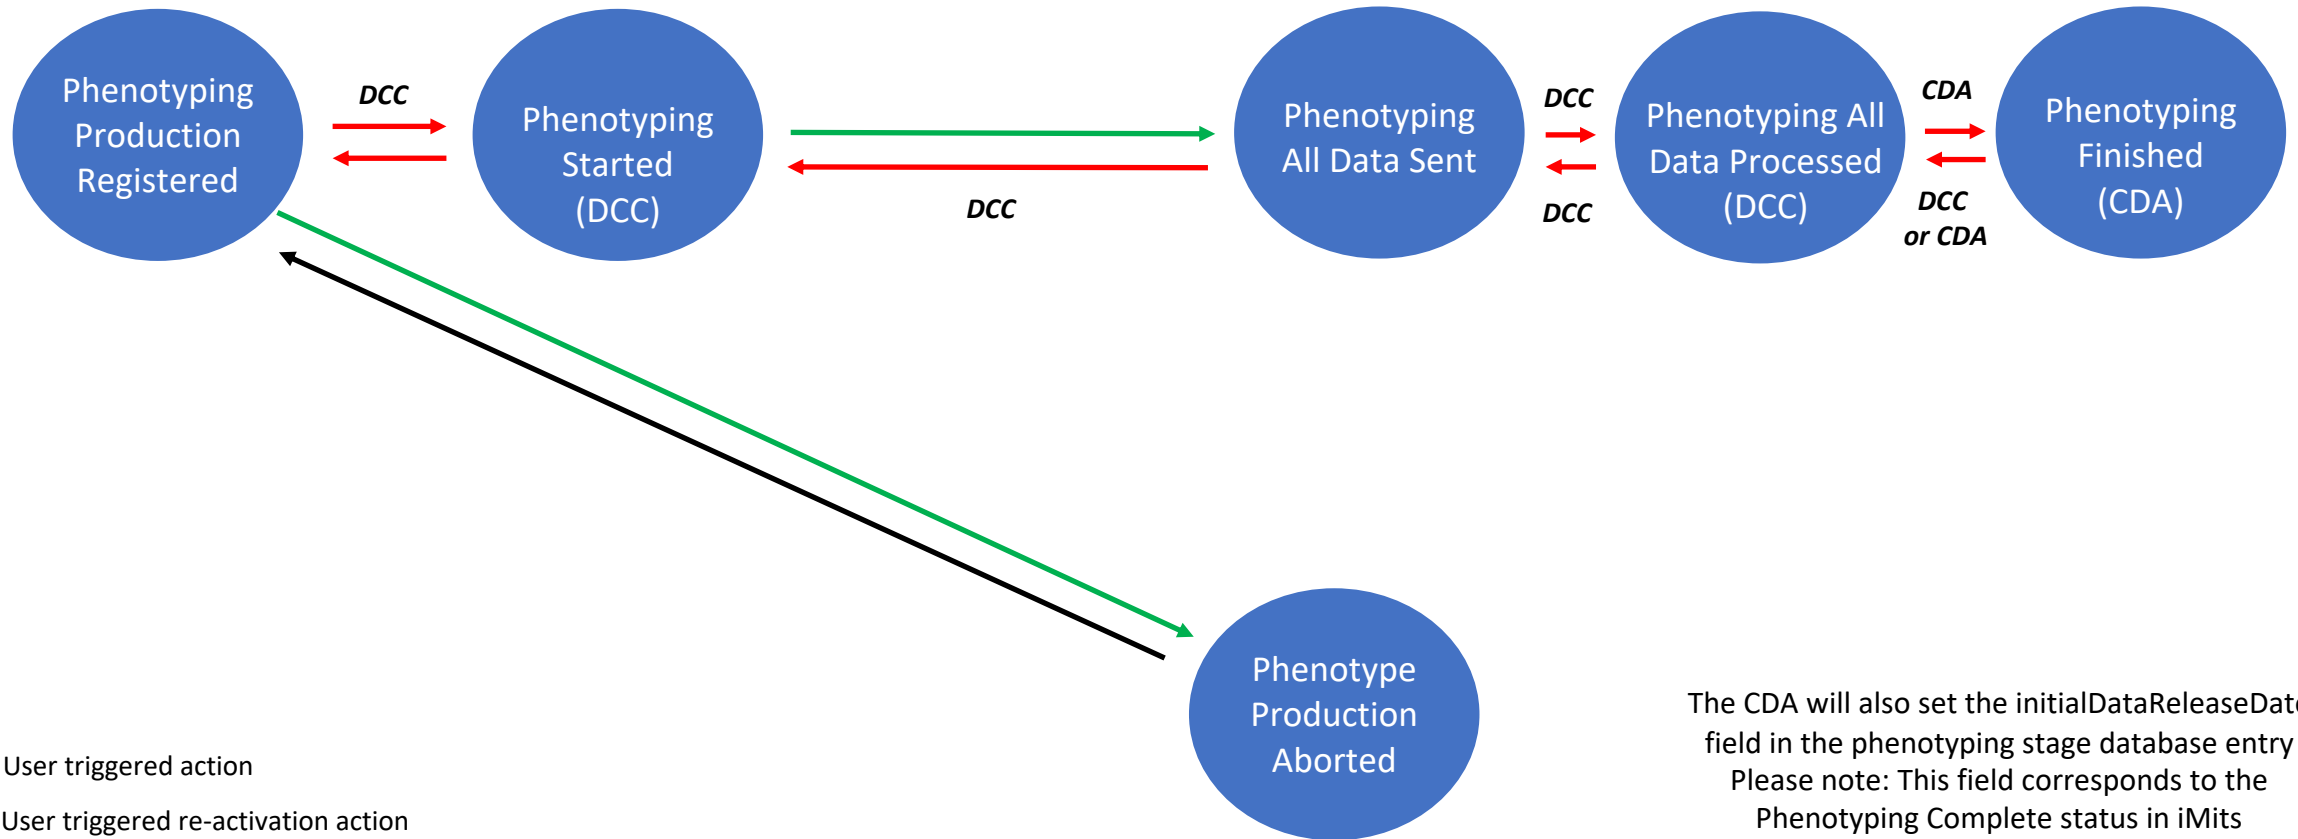 Phenotyping
Production
Registered
DCC
Phenotyping
Started
(DCC)
DCC
Phenotyping
All Data Sent
DCC
DCC
Phenotyping All
Data Processed
(DCC)
CDA
DCC
or CDA
Phenotyping
Finished
(CDA)
Phenotype
Production
Aborted
User triggered action
User triggered re-activation action
The CDA will also set the initialDataReleaseDate
field in the phenotyping stage database entry
Please note: This field corresponds to the
Phenotyping Complete status in iMits